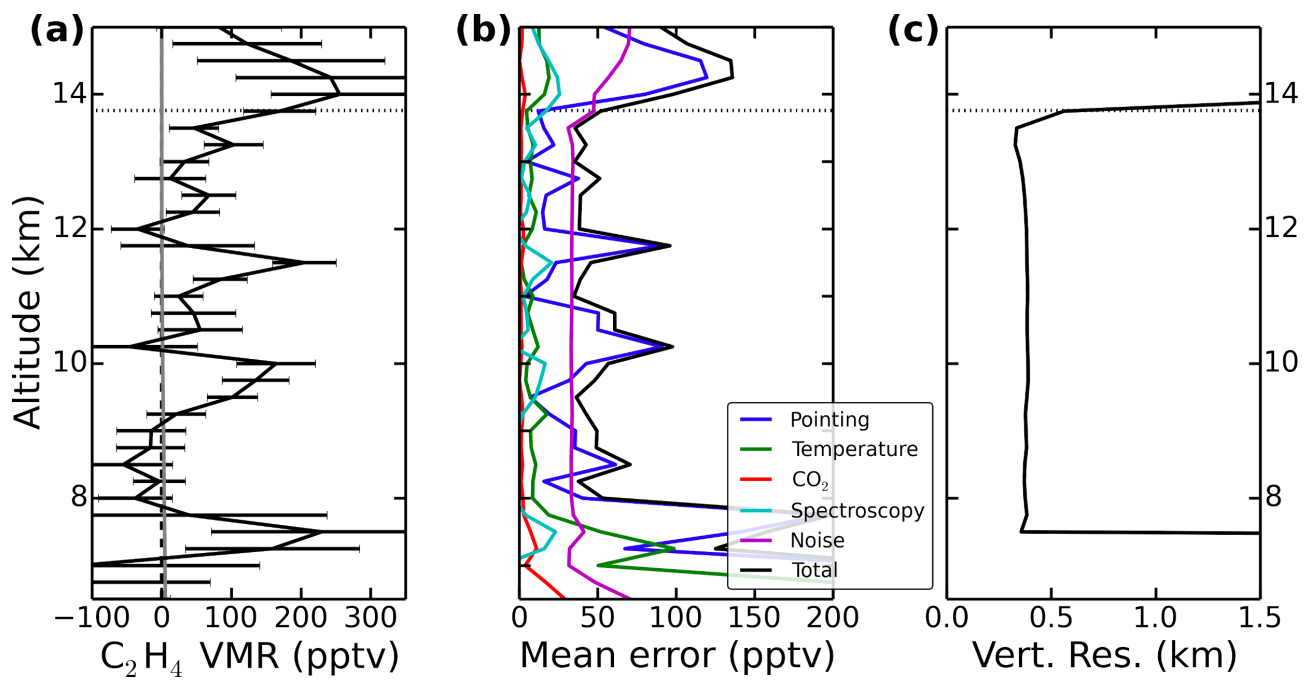 (a)
(b)
(c)
14
12
10
8
Altitude (km)
−100 0 100 200 300
C₂H₄ VMR (pptv)
Pointing
Temperature
CO₂
Spectroscopy
Noise
Total
0 50 100 150 200
Mean error (pptv)
14
12
10
8
0.0 0.5 1.0 1.5
Vert. Res. (km)